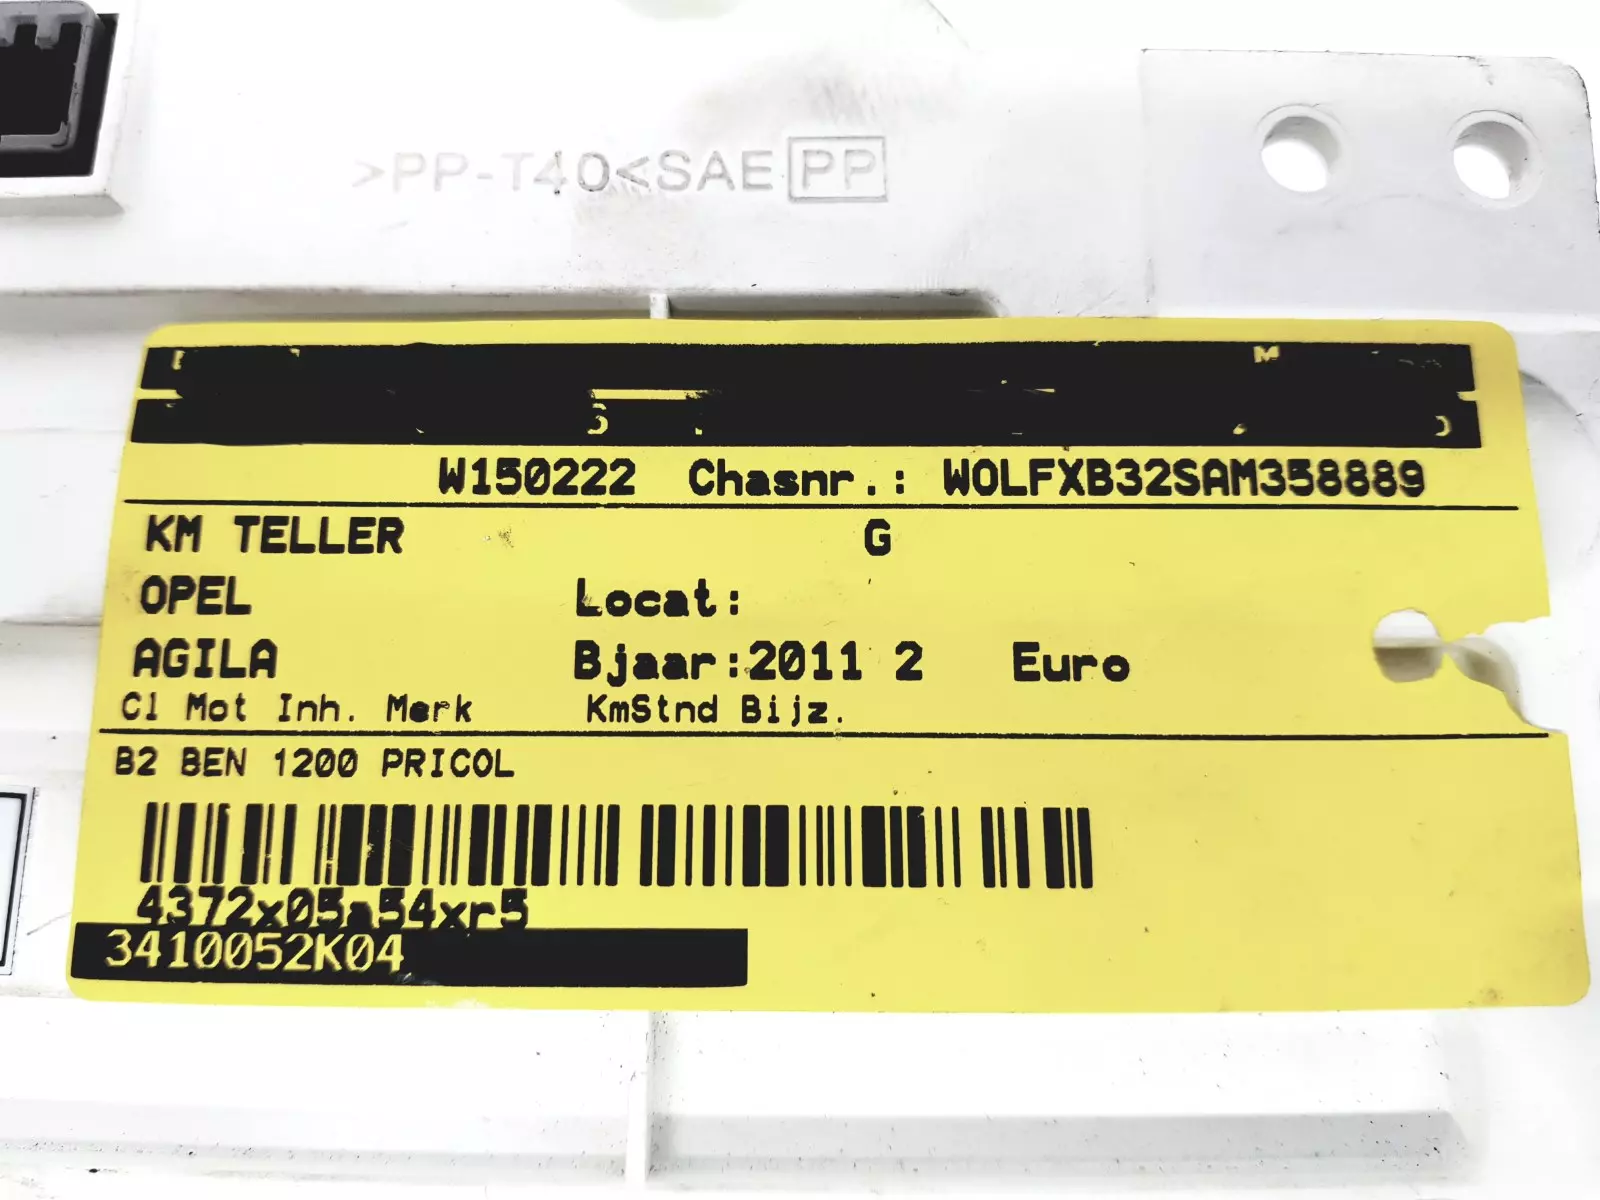 >PP-T40<SAE PP
W150222 Chasnr.: WOLFXB32SAM358889
KM TELLER G
OPEL Locat:
AGILA Bjaar:2011 2 Euro
Cl Mot Inh. Merk KmStnd Bijz.
B2 BEN 1200 PRICOL
4372x05a54xr5
3410052K04